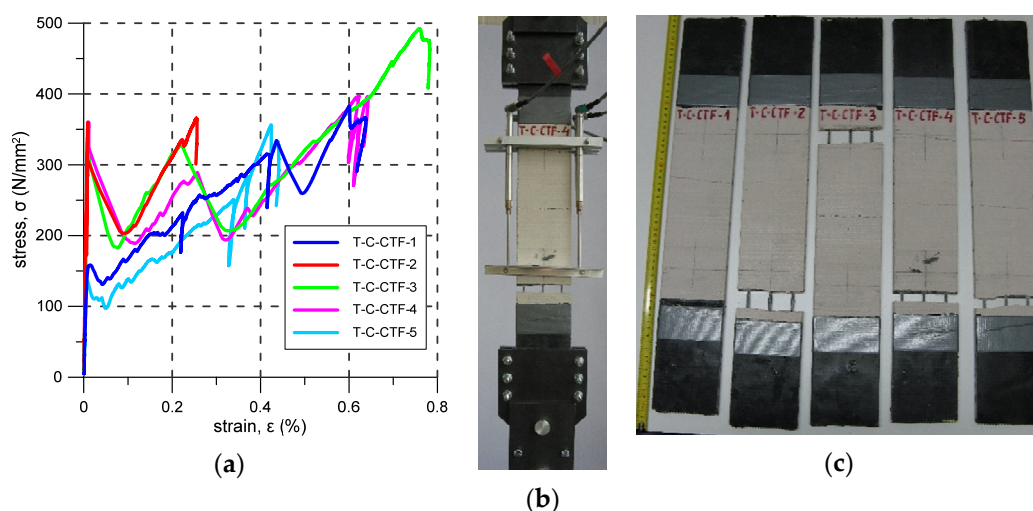 500
400
300
200
100
0
stress, σ (N/mm²)
0 0.2 0.4 0.6 0.8
strain, ε (%)
T-C-CTF-1
T-C-CTF-2
T-C-CTF-3
T-C-CTF-4
T-C-CTF-5
(a)
T-C-CTF-4
(b)
T-C-CTF-1 T-C-CTF-2 T-C-CTF-3 T-C-CTF-4 T-C-CTF-5
(c)